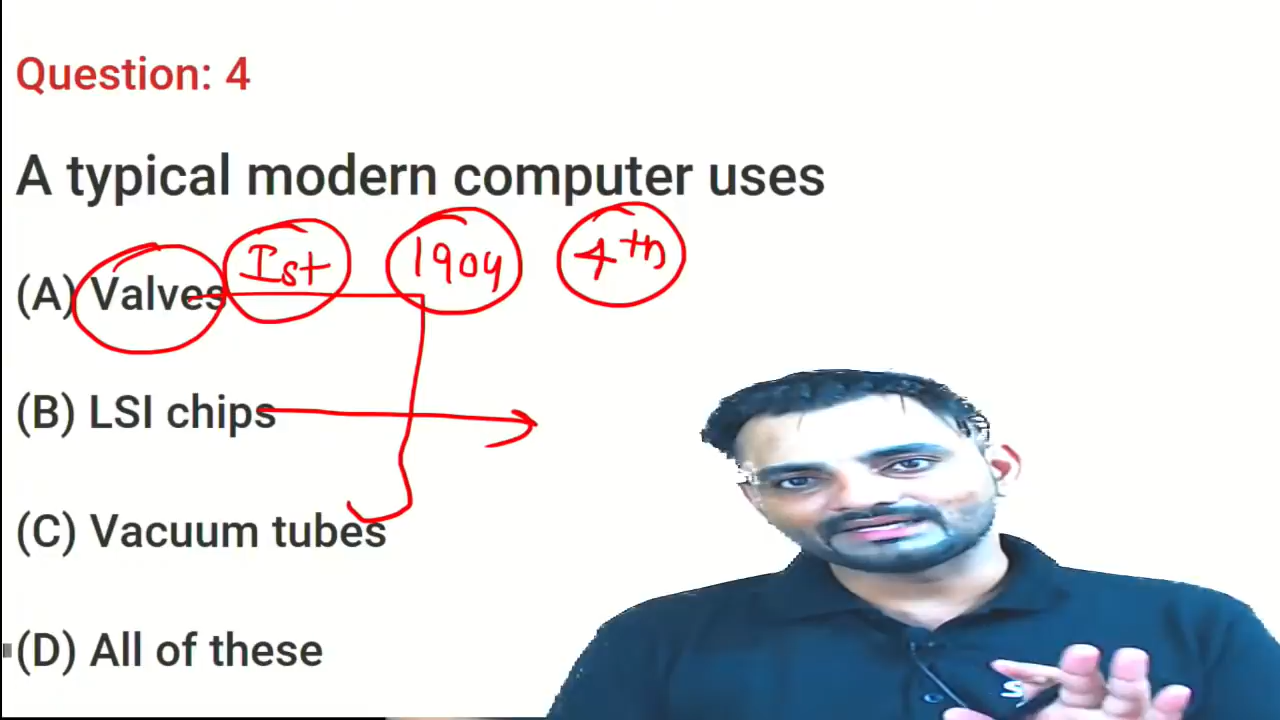 Question: 4
A typical modern computer uses
Ist 1904 4th
(A) Valves
(B) LSI chips
(C) Vacuum tubes
(D) All of these